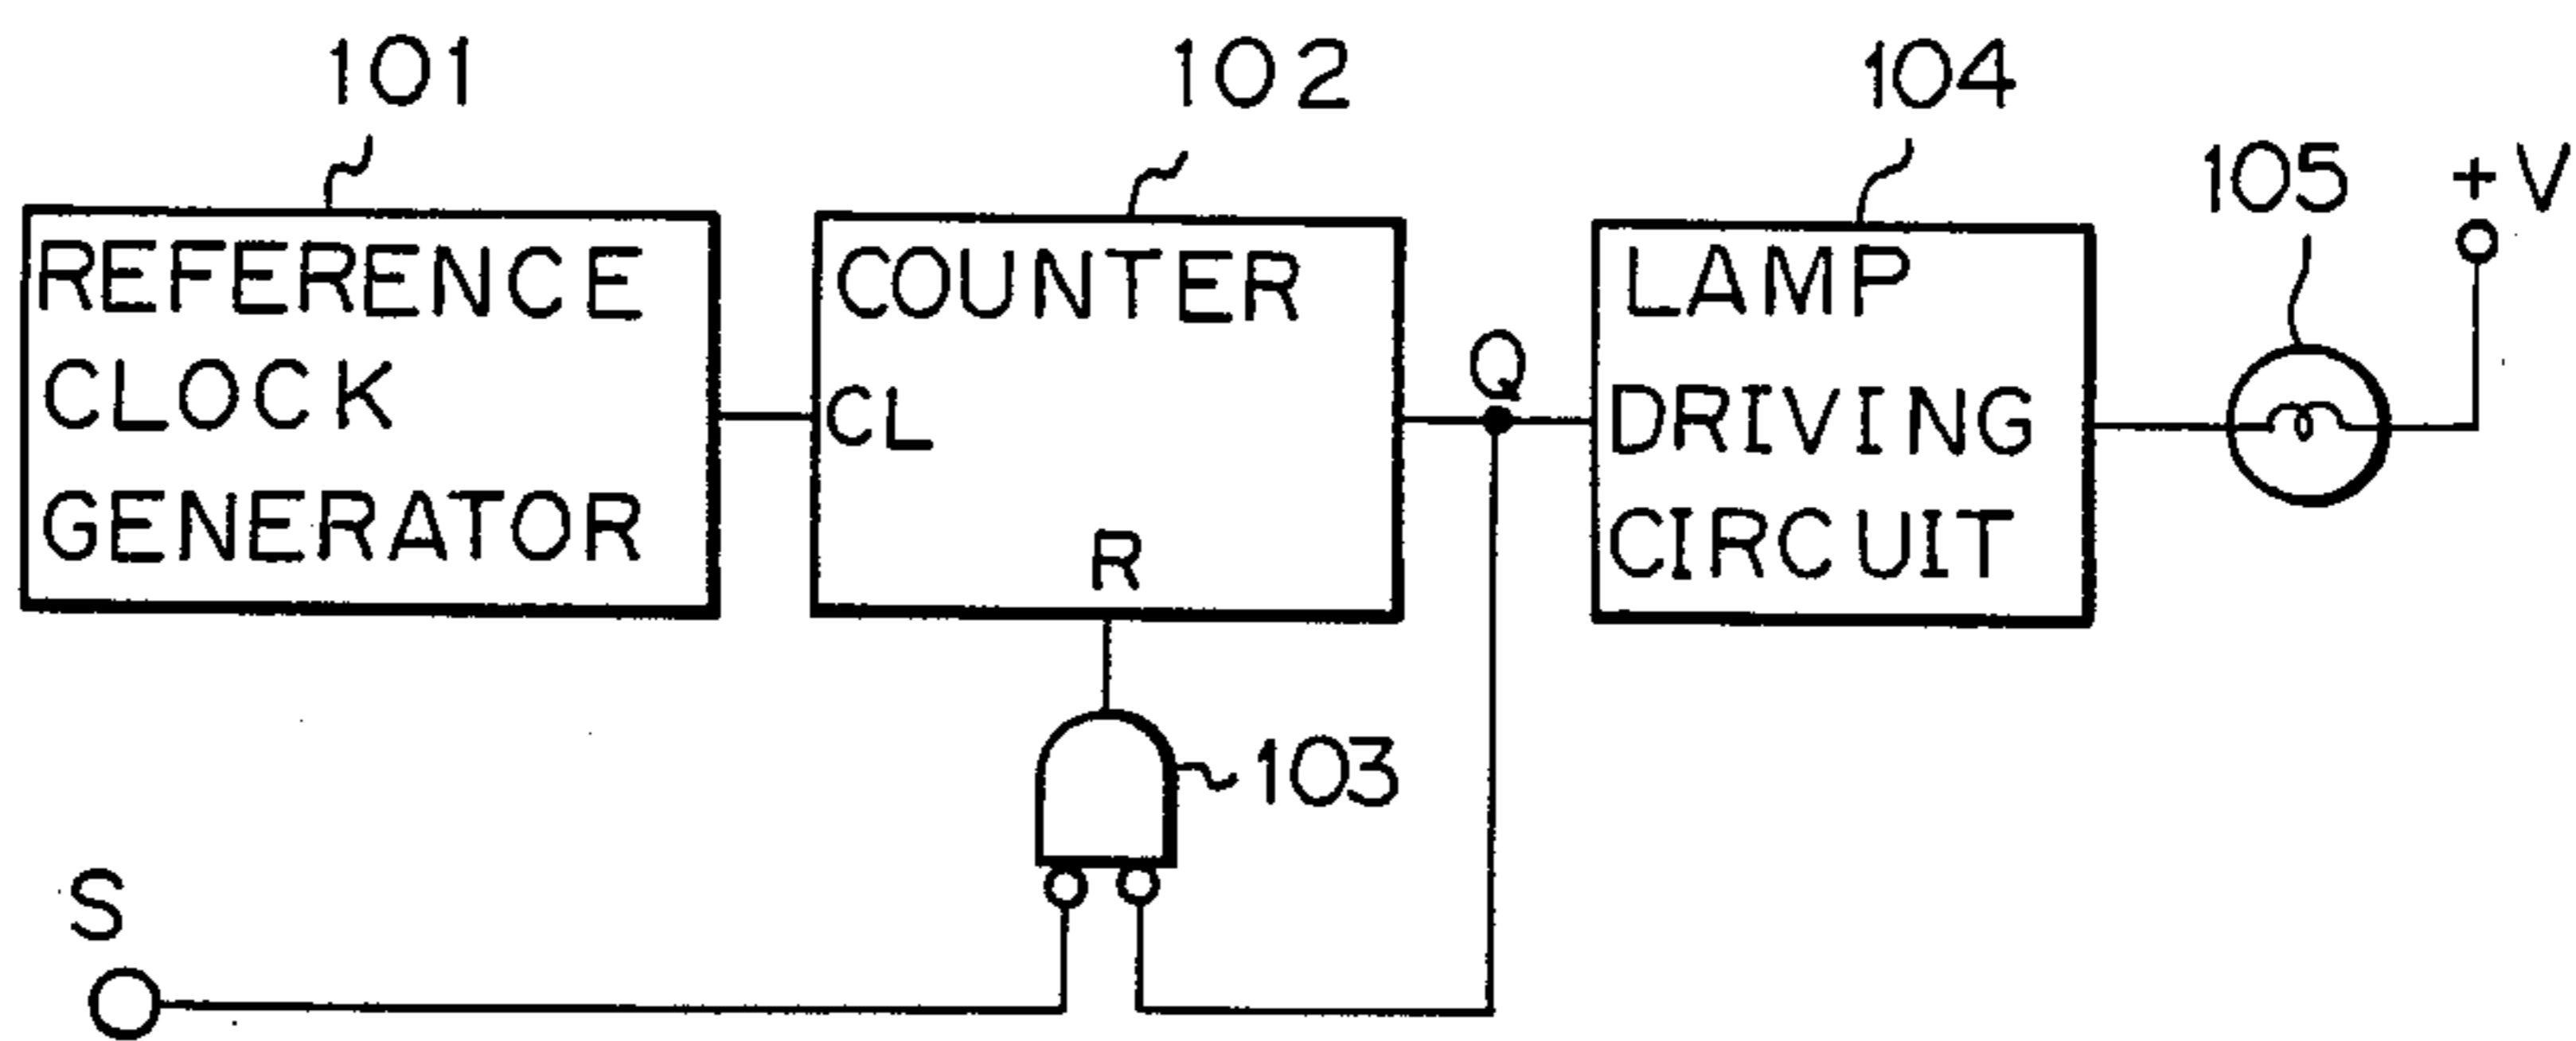 101
102
104
105
+V
REFERENCE
CLOCK
GENERATOR
COUNTER
CL
R
Q
LAMP
DRIVING
CIRCUIT
103
S